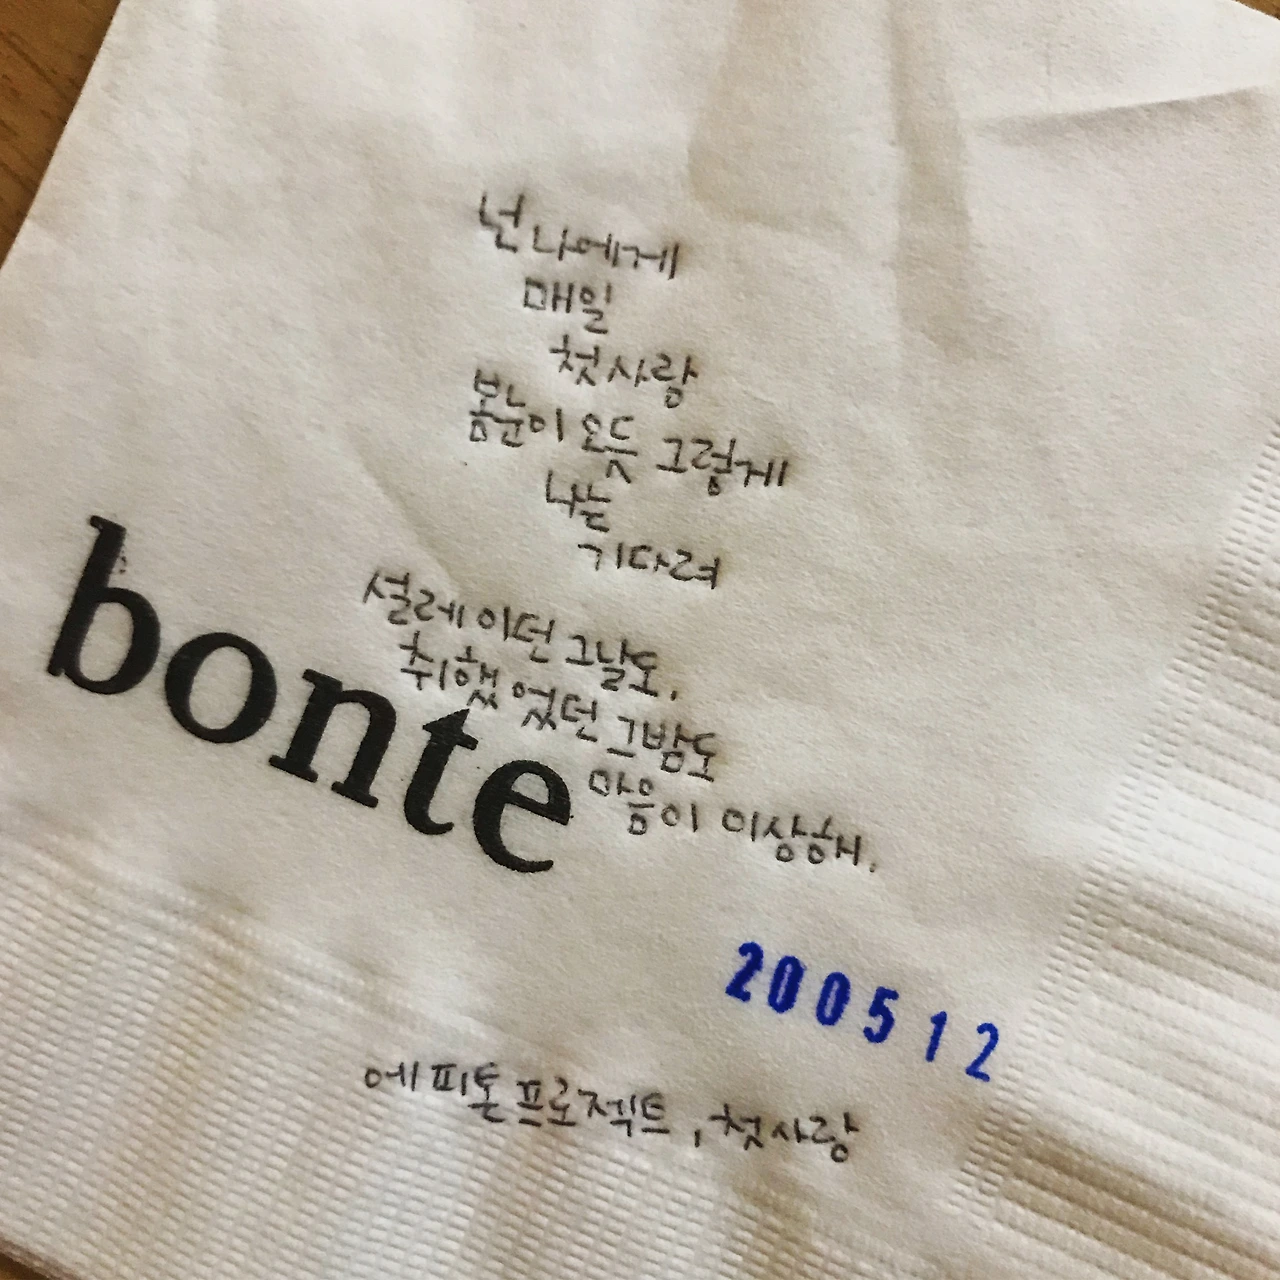 넌 나에게
매일
첫사랑
봄눈이 오듯 그렇게
나는
기다려
설레이던 그날도,
취했었던 그밤도
마음이 이상해.
bonte
200512
에피톤 프로젝트, 첫사랑